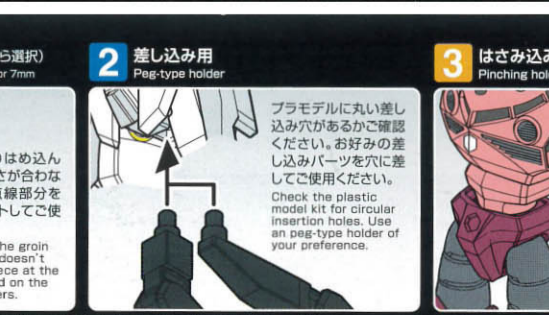 ら選択)
or 7mm
はめ込ん
さが合わな
点線部分を
トしてご使
he groin
doesn't
ece at the
d on the
ers.
2 差し込み用
Peg-type holder
プラモデルに丸い差し
込み穴があるかご確認
ください。お好みの差
し込みパーツを穴に差
してご使用ください。
Check the plastic
model kit for circular
insertion holes. Use
an peg-type holder of
your preference.
3 はさみ込み
Pinching hol